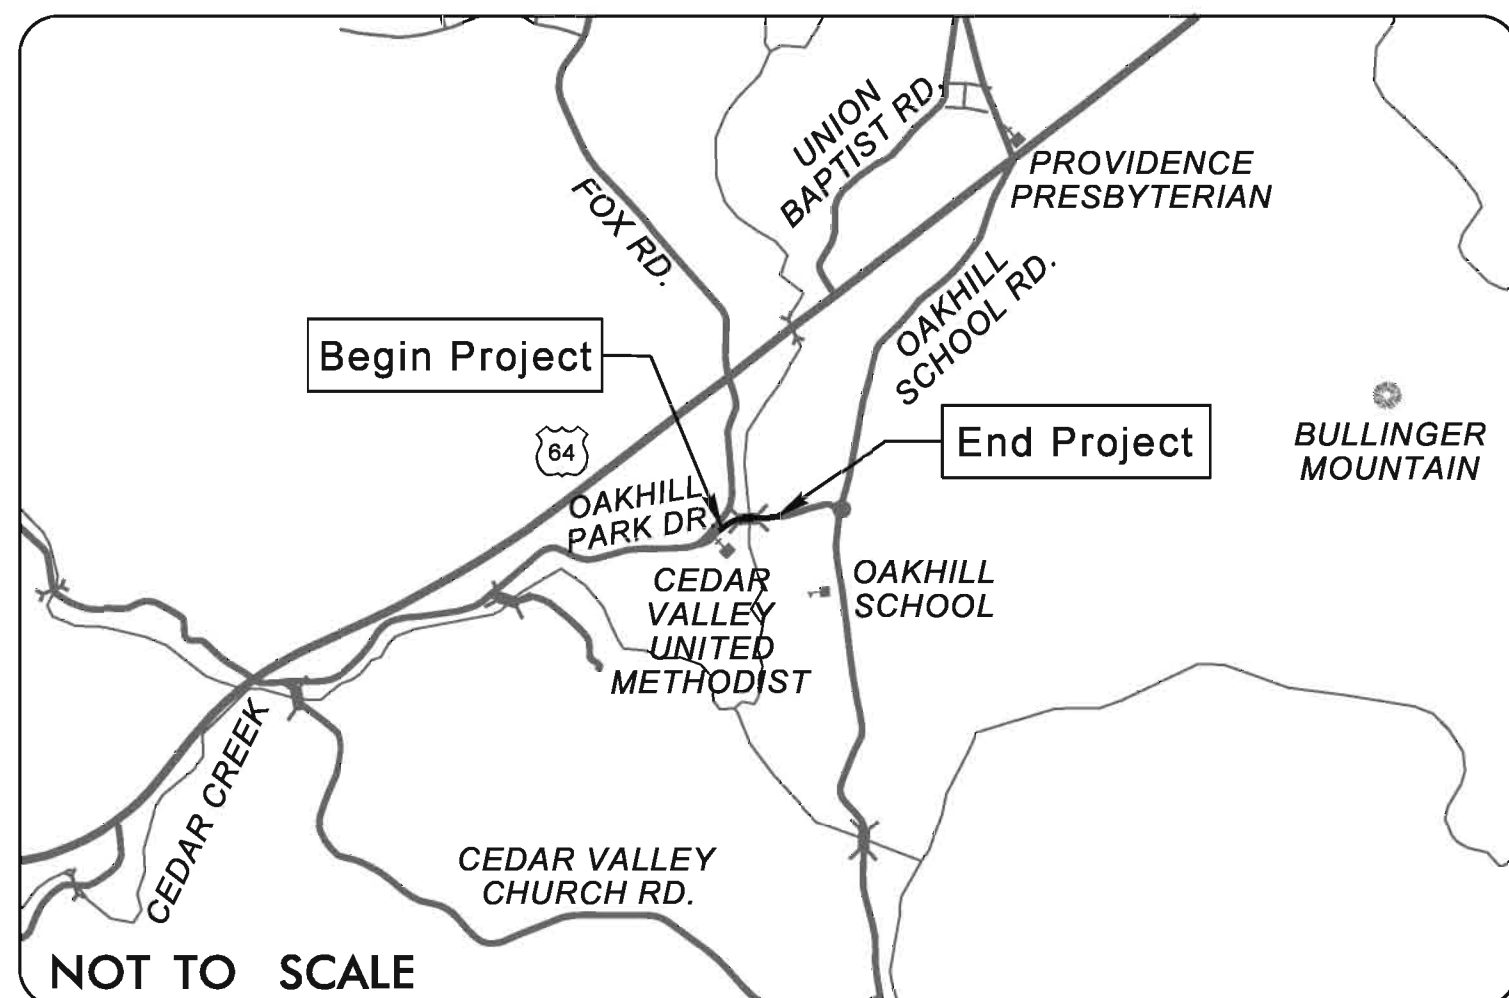 UNION
BAPTIST RD.
PROVIDENCE
PRESBYTERIAN
FOX RD.
OAKHILL
SCHOOL RD.
Begin Project
End Project
BULLINGER
MOUNTAIN
64
OAKHILL
PARK DR.
CEDAR
VALLEY
UNITED
METHODIST
OAKHILL
SCHOOL
CEDAR CREEK
CEDAR VALLEY
CHURCH RD.
NOT TO SCALE